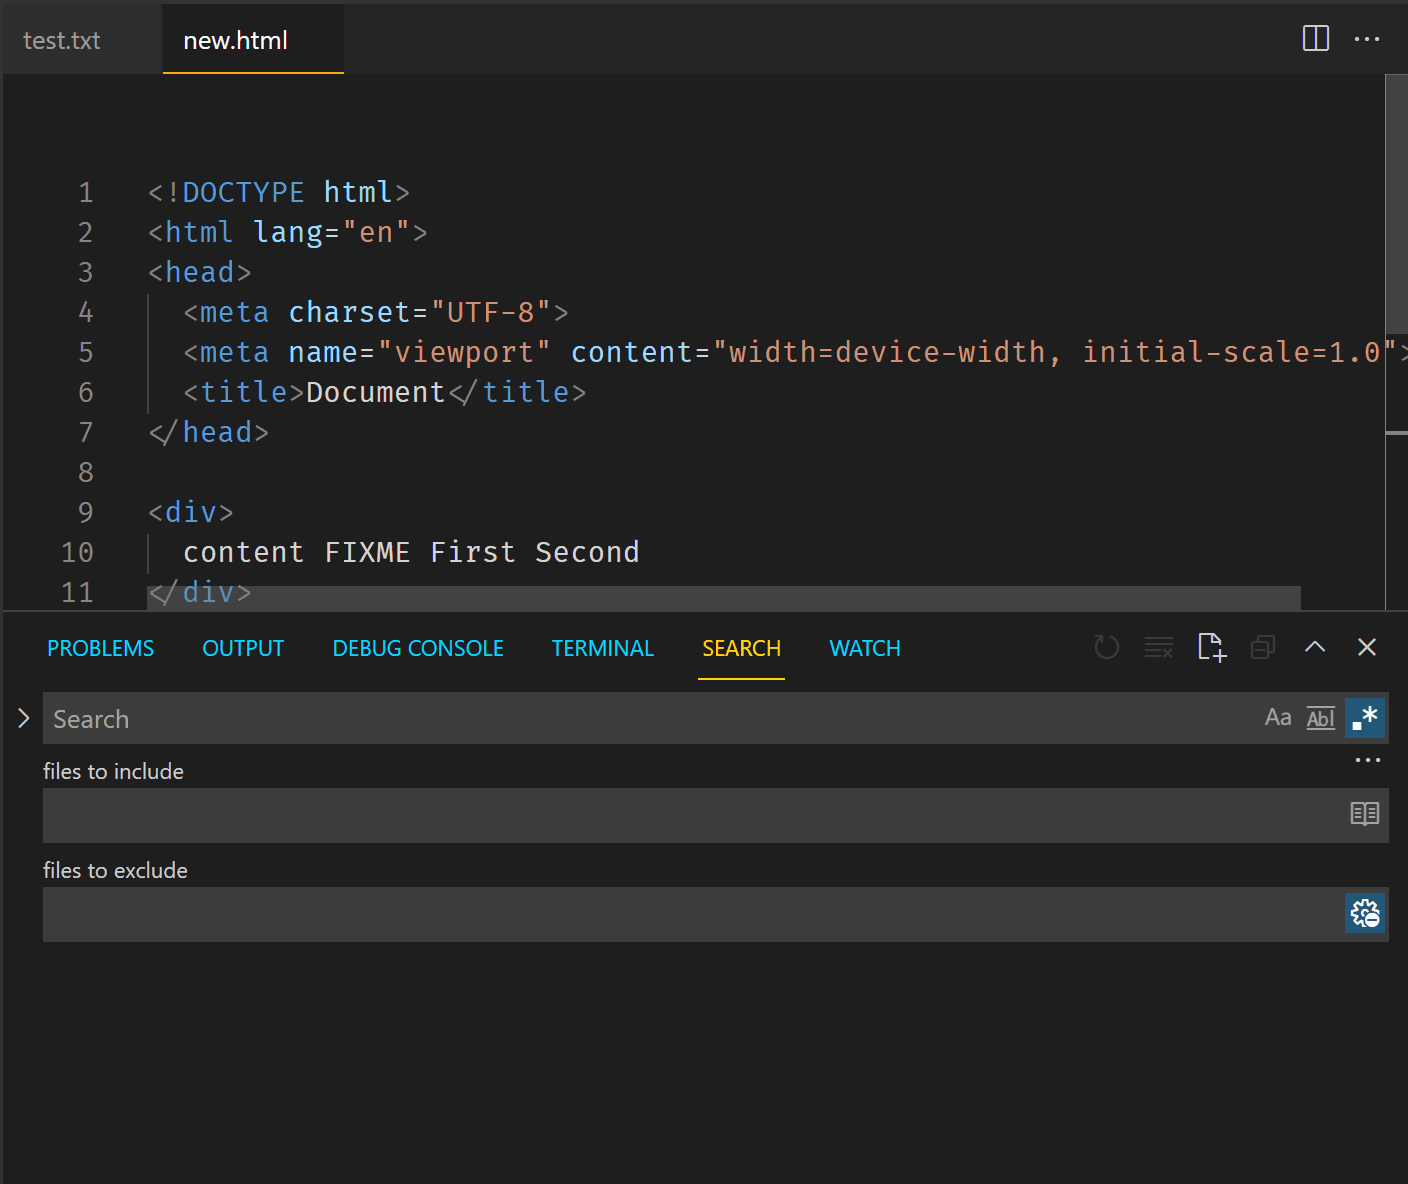 test.txt new.html
1 <!DOCTYPE html>
2 <html lang="en">
3 <head>
4 <meta charset="UTF-8">
5 <meta name="viewport" content="width=device-width, initial-scale=1.0">
6 <title>Document</title>
7 </head>
8
9 <div>
10 content FIXME First Second
11 </div>
PROBLEMS OUTPUT DEBUG CONSOLE TERMINAL SEARCH WATCH
Search Aa Abl .*
files to include
files to exclude